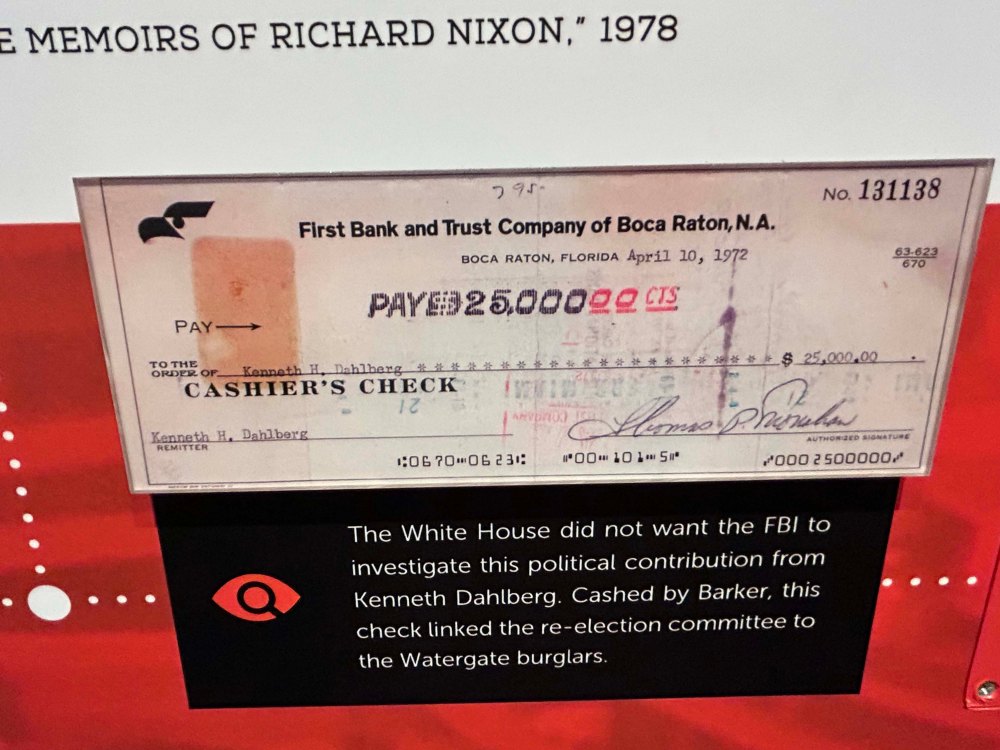 E MEMOIRS OF RICHARD NIXON,” 1978
795-
No. 131138
First Bank and Trust Company of Boca Raton, N.A.
BOCA RATON, FLORIDA April 10, 1972
63-623
670
PAY $25,000 00 CTS
PAY
TO THE
ORDER OF Kenneth H. Dahlberg * * * * * * * * * * * * * * * * * * * $ 25,000.00
CASHIER'S CHECK
Thomas P. Monahan
Kenneth H. Dahlberg
REMITTER
AUTHORIZED SIGNATURE
⑆0670⑉0623⑆ ⑈00⑉101⑉5⑈ ⑇0002500000⑇
The White House did not want the FBI to
investigate this political contribution from
Kenneth Dahlberg. Cashed by Barker, this
check linked the re-election committee to
the Watergate burglars.